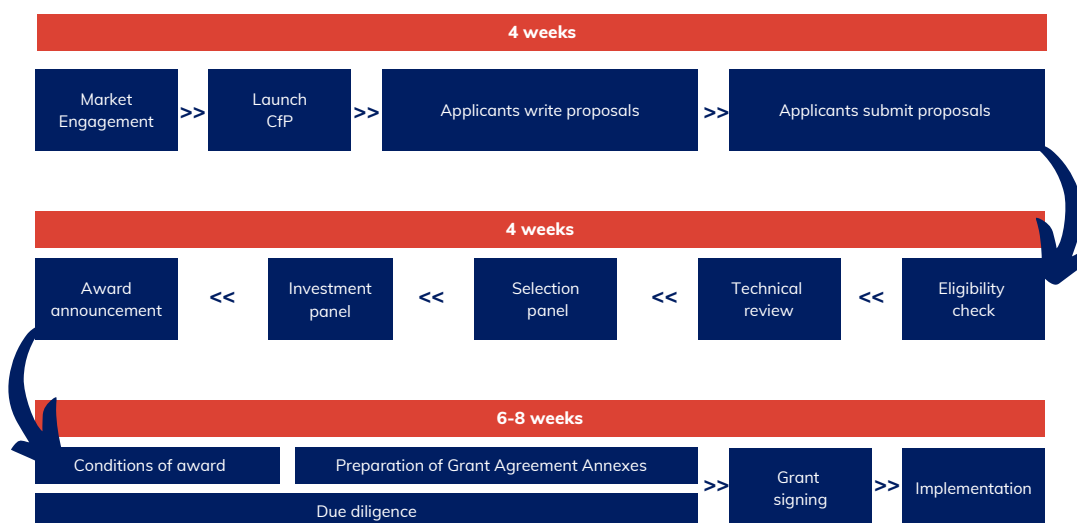 4 weeks
Market
Engagement
>>
Launch
CfP
>>
Applicants write proposals
>>
Applicants submit proposals
4 weeks
Award
announcement
<<
Investment
panel
<<
Selection
panel
<<
Technical
review
<<
Eligibility
check
6-8 weeks
Conditions of award
Preparation of Grant Agreement Annexes
Due diligence
>>
Grant
signing
>>
Implementation